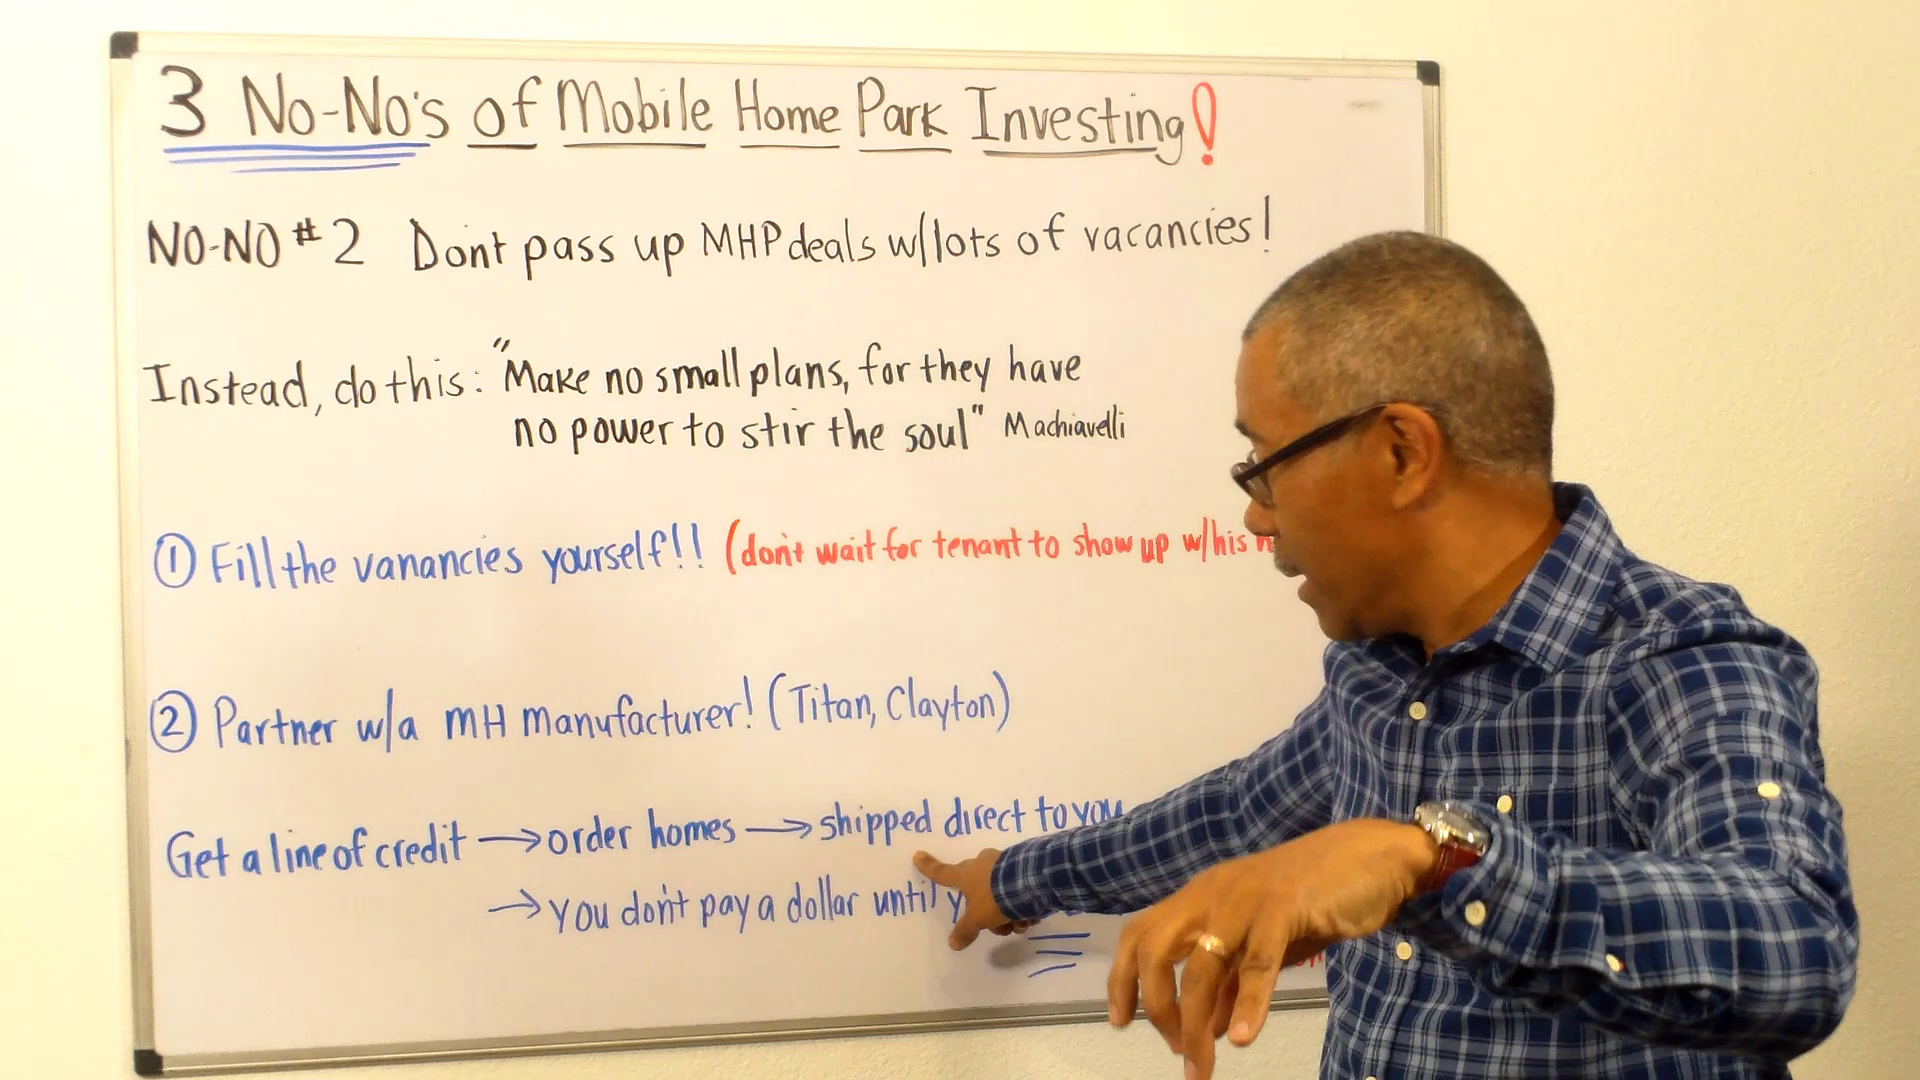 3 No-No's of Mobile Home Park Investing!
NO-NO #2 Dont pass up MHP deals w/lots of vacancies!
Instead, do this: "Make no small plans, for they have
no power to stir the soul" Machiavelli
① Fill the vanancies yourself!! (don't wait for tenant to show up w/his
② Partner w/a MH manufacturer! (Titan, Clayton)
Get a line of credit → order homes → shipped direct to you
→ you don't pay a dollar until